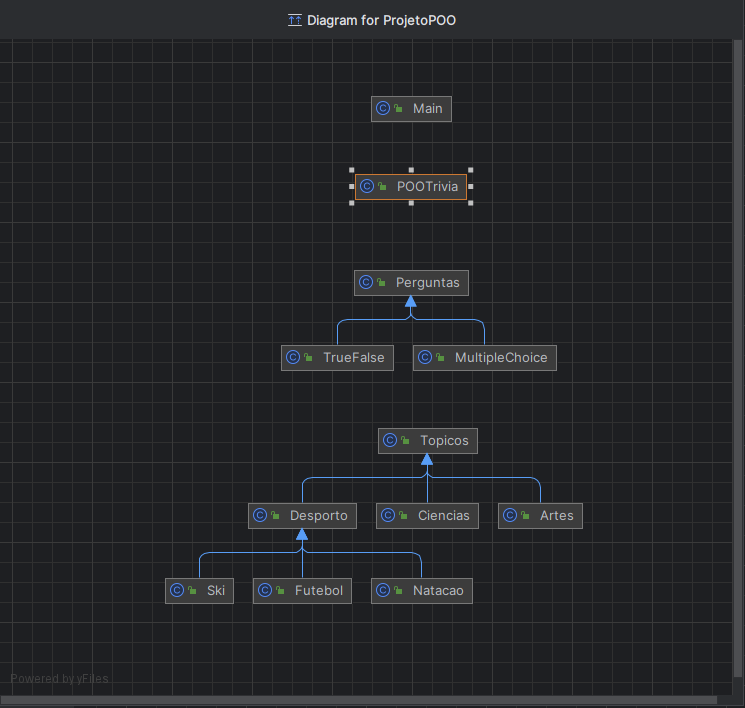 Diagram for ProjetoPOO
Main
POOTrivia
Perguntas
TrueFalse
MultipleChoice
Topicos
Desporto
Ciencias
Artes
Ski
Futebol
Natacao
Powered by yFiles